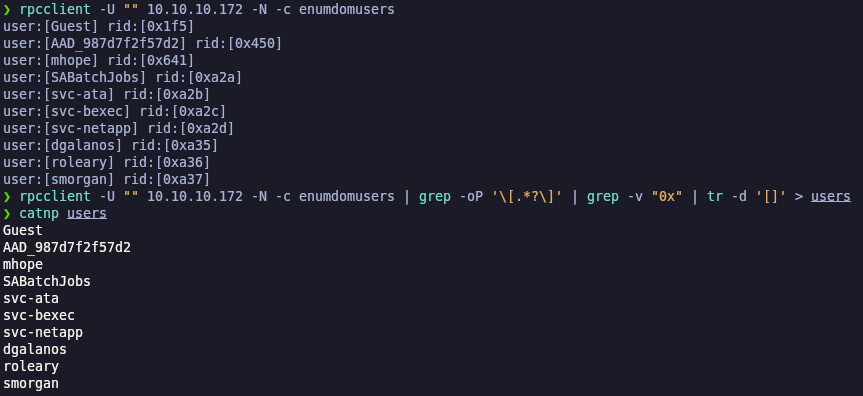 ❯ rpcclient -U "" 10.10.10.172 -N -c enumdomusers
user:[Guest] rid:[0x1f5]
user:[AAD_987d7f2f57d2] rid:[0x450]
user:[mhope] rid:[0x641]
user:[SABatchJobs] rid:[0xa2a]
user:[svc-ata] rid:[0xa2b]
user:[svc-bexec] rid:[0xa2c]
user:[svc-netapp] rid:[0xa2d]
user:[dgalanos] rid:[0xa35]
user:[roleary] rid:[0xa36]
user:[smorgan] rid:[0xa37]
❯ rpcclient -U "" 10.10.10.172 -N -c enumdomusers | grep -oP '\[.*?\]' | grep -v "0x" | tr -d '[]' > users
❯ catnp users
Guest
AAD_987d7f2f57d2
mhope
SABatchJobs
svc-ata
svc-bexec
svc-netapp
dgalanos
roleary
smorgan